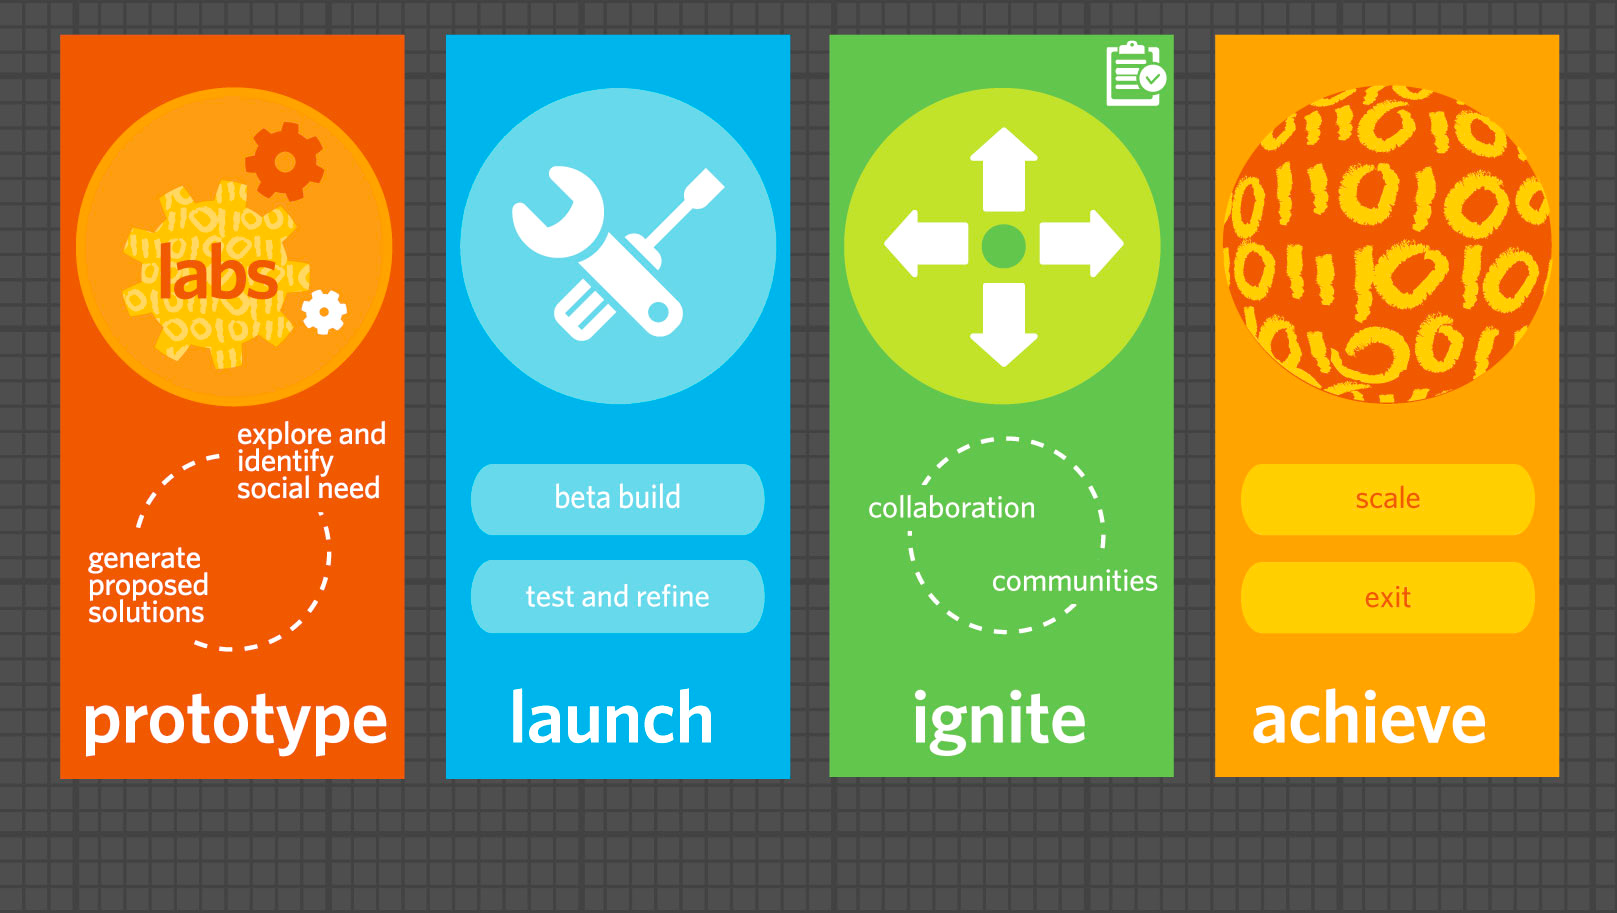 labs
explore and
identify
social need
generate
proposed
solutions
prototype
beta build
test and refine
launch
collaboration
communities
ignite
scale
exit
achieve